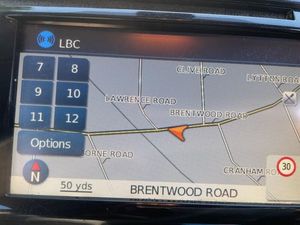 LBC
7 8
9 10
11 12
Options
CLIVE ROAD
LYTTON ROAD
LAWRENCE ROAD
BRENTWOOD ROAD
ORNE ROAD
CRANHAM RO
30
N
50 yds
BRENTWOOD ROAD